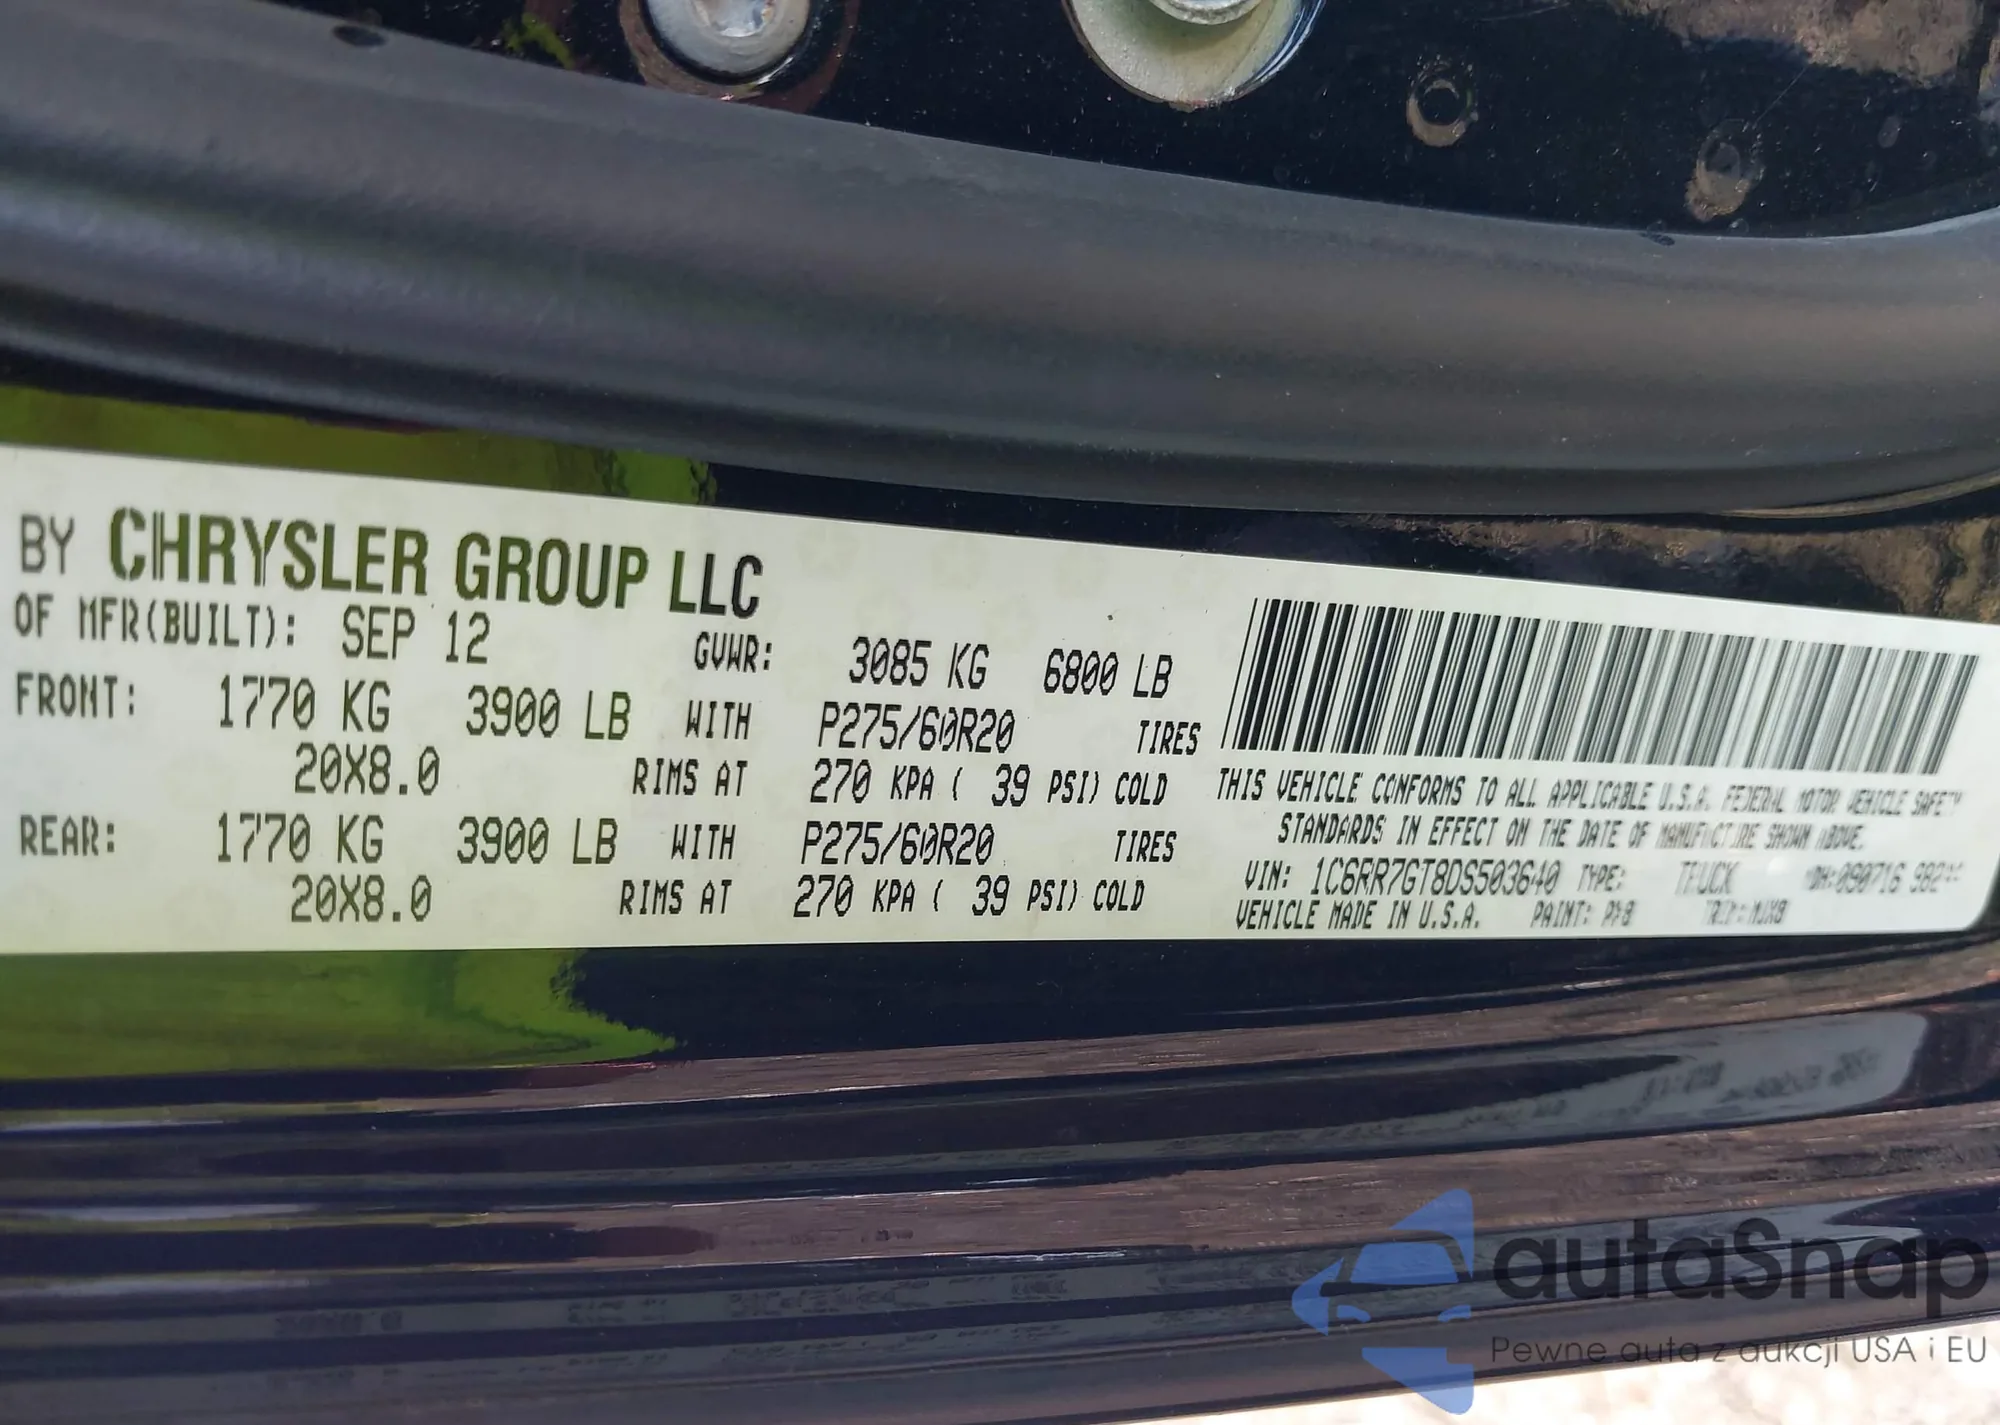 BY CHRYSLER GROUP LLC
OF MFR(BUILT): SEP 12 GVWR: 3085 KG 6800 LB
FRONT: 1770 KG 3900 LB WITH P275/60R20 TIRES
20X8.0 RIMS AT 270 KPA ( 39 PSI) COLD
REAR: 1770 KG 3900 LB WITH P275/60R20 TIRES
20X8.0 RIMS AT 270 KPA ( 39 PSI) COLD
THIS VEHICLE CONFORMS TO ALL APPLICABLE U.S.A. FEDERAL MOTOR VEHICLE SAFETY
STANDARDS IN EFFECT ON THE DATE OF MANUFACTURE SHOWN ABOVE.
VIN: 1C6RR7GT8DS503640 TYPE: TRUCK MDH:090716
VEHICLE MADE IN U.S.A. PAINT: TRIM:
autaSnap
Pewne auta z aukcji USA i EU